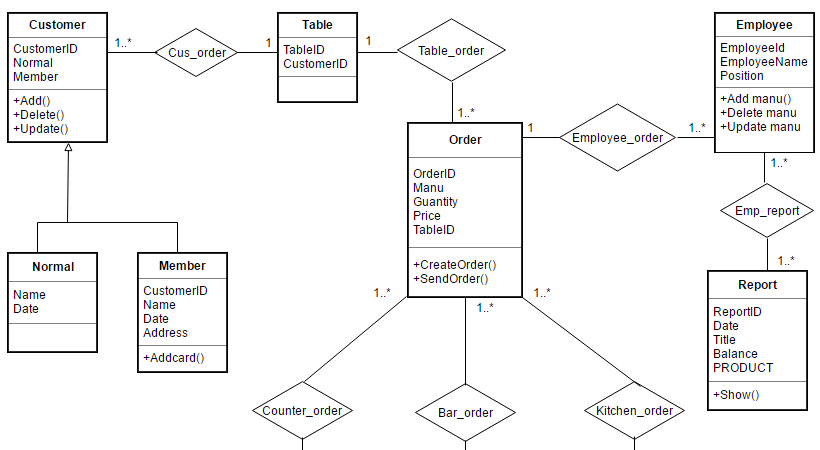 Customer
CustomerID
Normal
Member
+Add()
+Delete()
+Update()
1..*
Cus_order
1
Table
TableID
CustomerID
1
Table_order
1..*
Employee
EmployeeId
EmployeeName
Position
+Add manu()
+Delete manu
+Update manu
Order
OrderID
Manu
Guantity
Price
TableID
+CreateOrder()
+SendOrder()
1
Employee_order
1..*
1..*
Emp_report
1..*
Normal
Name
Date
Member
CustomerID
Name
Date
Address
+Addcard()
Report
ReportID
Date
Title
Balance
PRODUCT
+Show()
1..*
1..*
1..*
Counter_order
Bar_order
Kitchen_order